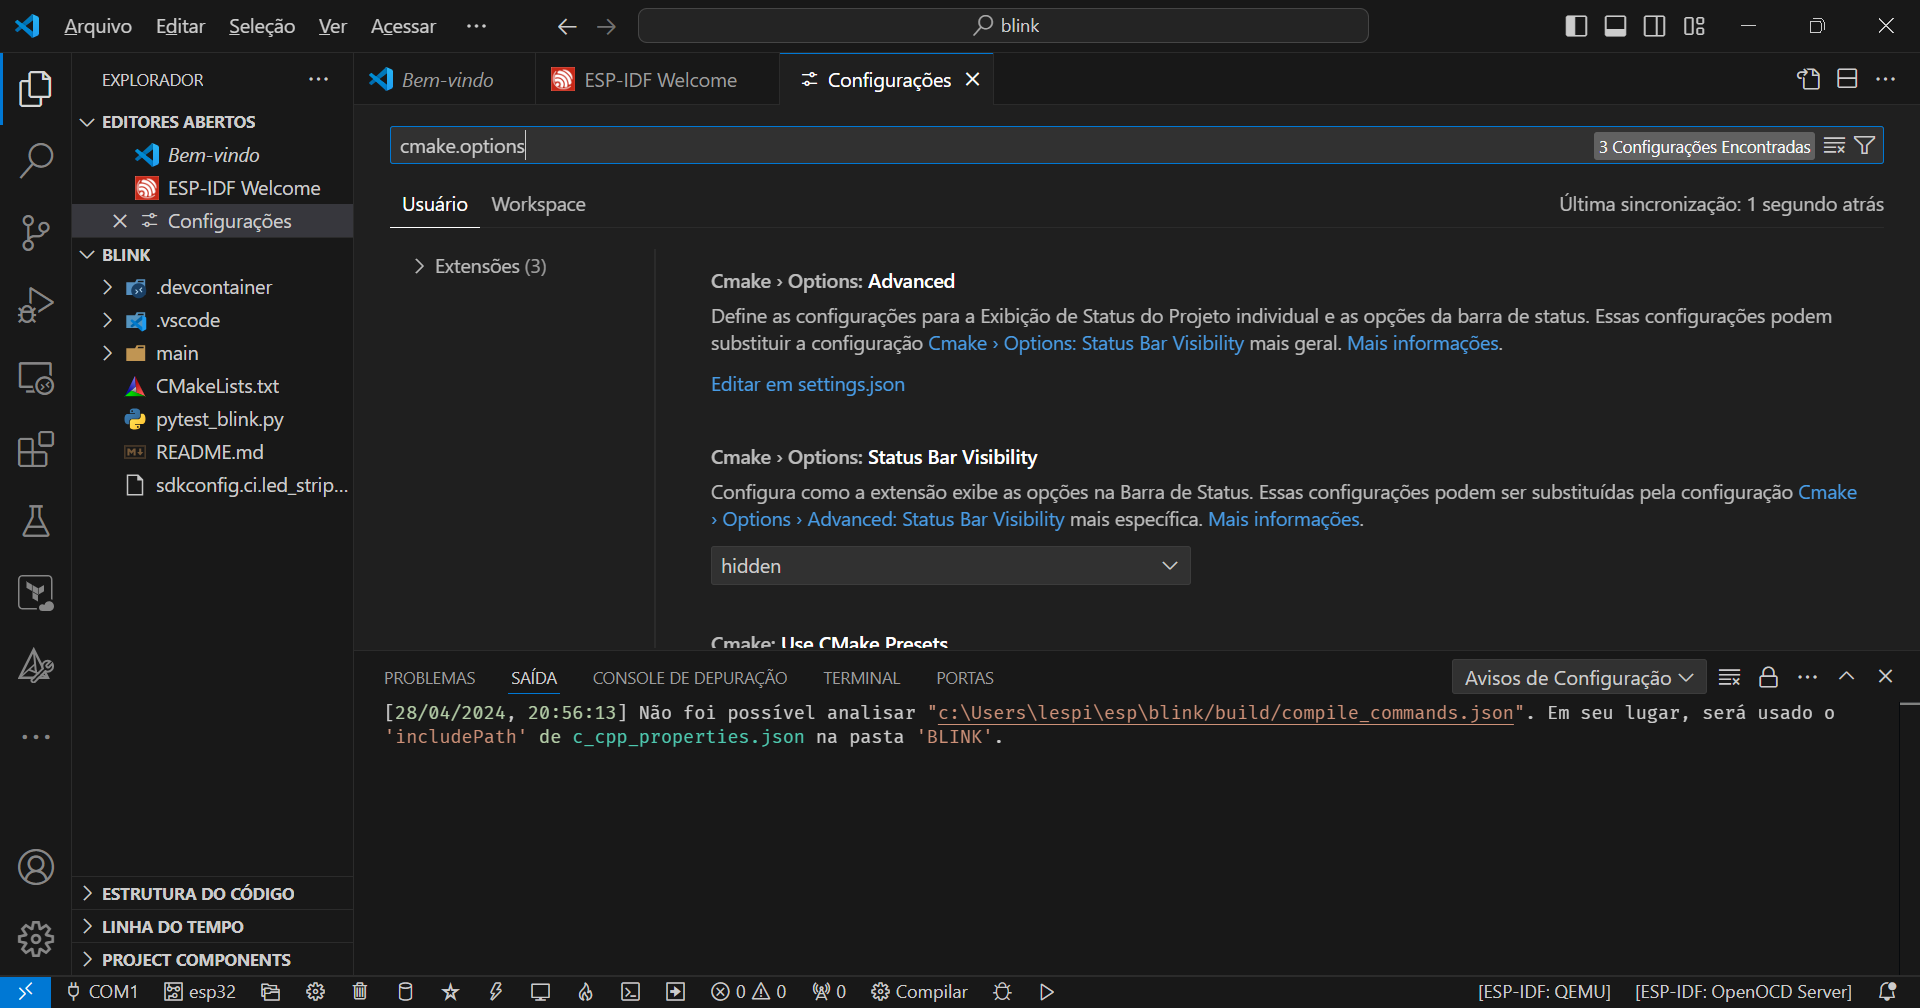 Arquivo Editar Seleção Ver Acessar ···
blink
EXPLORADOR ···
Bem-vindo
ESP-IDF Welcome
Configurações
EDITORES ABERTOS
Bem-vindo
ESP-IDF Welcome
Configurações
BLINK
.devcontainer
.vscode
main
CMakeLists.txt
pytest_blink.py
README.md
sdkconfig.ci.led_strip...
ESTRUTURA DO CÓDIGO
LINHA DO TEMPO
PROJECT COMPONENTS
cmake.options
3 Configurações Encontradas
Usuário Workspace
Última sincronização: 1 segundo atrás
Extensões (3)
Cmake › Options: Advanced
Define as configurações para a Exibição de Status do Projeto individual e as opções da barra de status. Essas configurações podem
substituir a configuração Cmake › Options: Status Bar Visibility mais geral. Mais informações.
Editar em settings.json
Cmake › Options: Status Bar Visibility
Configura como a extensão exibe as opções na Barra de Status. Essas configurações podem ser substituídas pela configuração Cmake
› Options › Advanced: Status Bar Visibility mais específica. Mais informações.
hidden
Cmake: Use CMake Presets
PROBLEMAS SAÍDA CONSOLE DE DEPURAÇÃO TERMINAL PORTAS
Avisos de Configuração
[28/04/2024, 20:56:13] Não foi possível analisar "c:\Users\lespi\esp\blink/build/compile_commands.json". Em seu lugar, será usado o
'includePath' de c_cpp_properties.json na pasta 'BLINK'.
COM1 esp32 0 0 0 Compilar [ESP-IDF: QEMU] [ESP-IDF: OpenOCD Server]